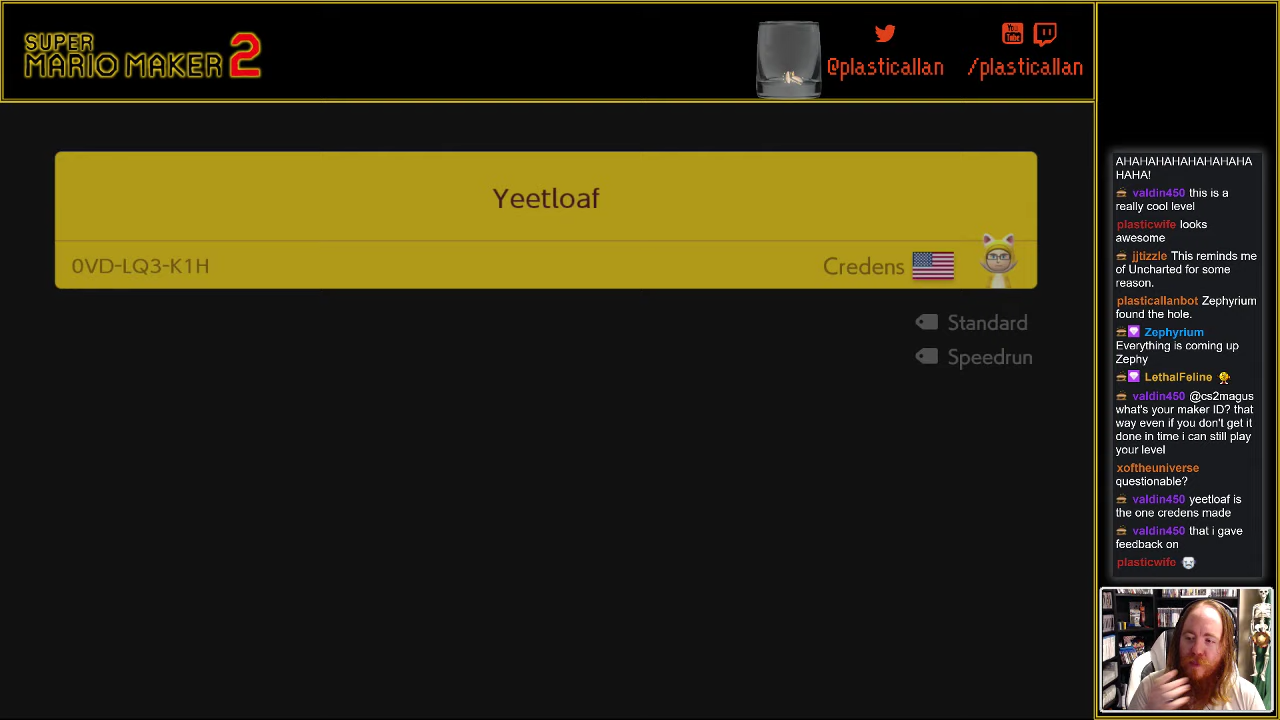 SUPER
MARIO MAKER 2
@plasticallan
You
Tube
/plasticallan
Yeetloaf
0VD-LQ3-K1H
Credens
Standard
Speedrun
AHAHAHAHAHAHAHA
HAHA!
valdin450 this is a
really cool level
plasticwife looks
awesome
jjtizzle This reminds me
of Uncharted for some
reason.
plasticallanbot Zephyrium
found the hole.
Zephyrium
Everything is coming up
Zephy
LethalFeline
valdin450 @cs2magus
what's your maker ID? that
way even if you don't get it
done in time i can still play
your level
xoftheuniverse
questionable?
valdin450 yeetloaf is
the one credens made
valdin450 that i gave
feedback on
plasticwife